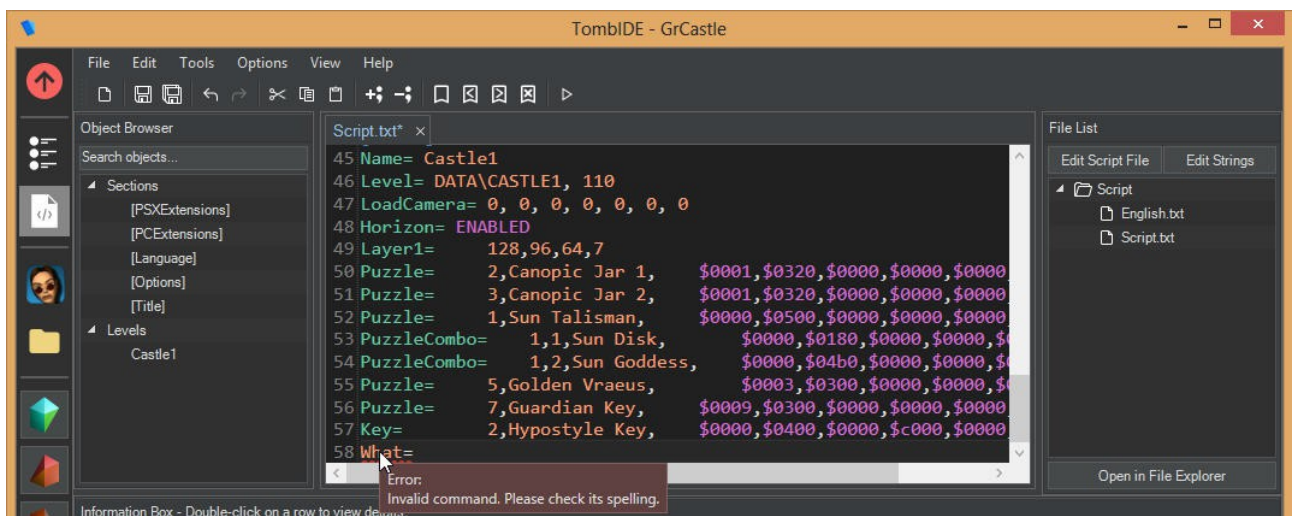 TombIDE - GrCastle
File Edit Tools Options View Help
Object Browser
Search objects...
Sections
[PSXExtensions]
[PCExtensions]
[Language]
[Options]
[Title]
Levels
Castle1
Script.txt*
45 Name= Castle1
46 Level= DATA\CASTLE1, 110
47 LoadCamera= 0, 0, 0, 0, 0, 0, 0
48 Horizon= ENABLED
49 Layer1= 128,96,64,7
50 Puzzle= 2,Canopic Jar 1, $0001,$0320,$0000,$0000,$0000,
51 Puzzle= 3,Canopic Jar 2, $0001,$0320,$0000,$0000,$0000
52 Puzzle= 1,Sun Talisman, $0000,$0500,$0000,$0000,$0000
53 PuzzleCombo= 1,1,Sun Disk, $0000,$0180,$0000,$0000,
54 PuzzleCombo= 1,2,Sun Goddess, $0000,$04b0,$0000,$0000,
55 Puzzle= 5,Golden Vraeus, $0003,$0300,$0000,$0000,
56 Puzzle= 7,Guardian Key, $0009,$0300,$0000,$0000,$0000
57 Key= 2,Hypostyle Key, $0000,$0400,$0000,$c000,$0000
58 What=
Error:
Invalid command. Please check its spelling.
File List
Edit Script File Edit Strings
Script
English.txt
Script.txt
Open in File Explorer
Information Box - Double-click on a row to view details